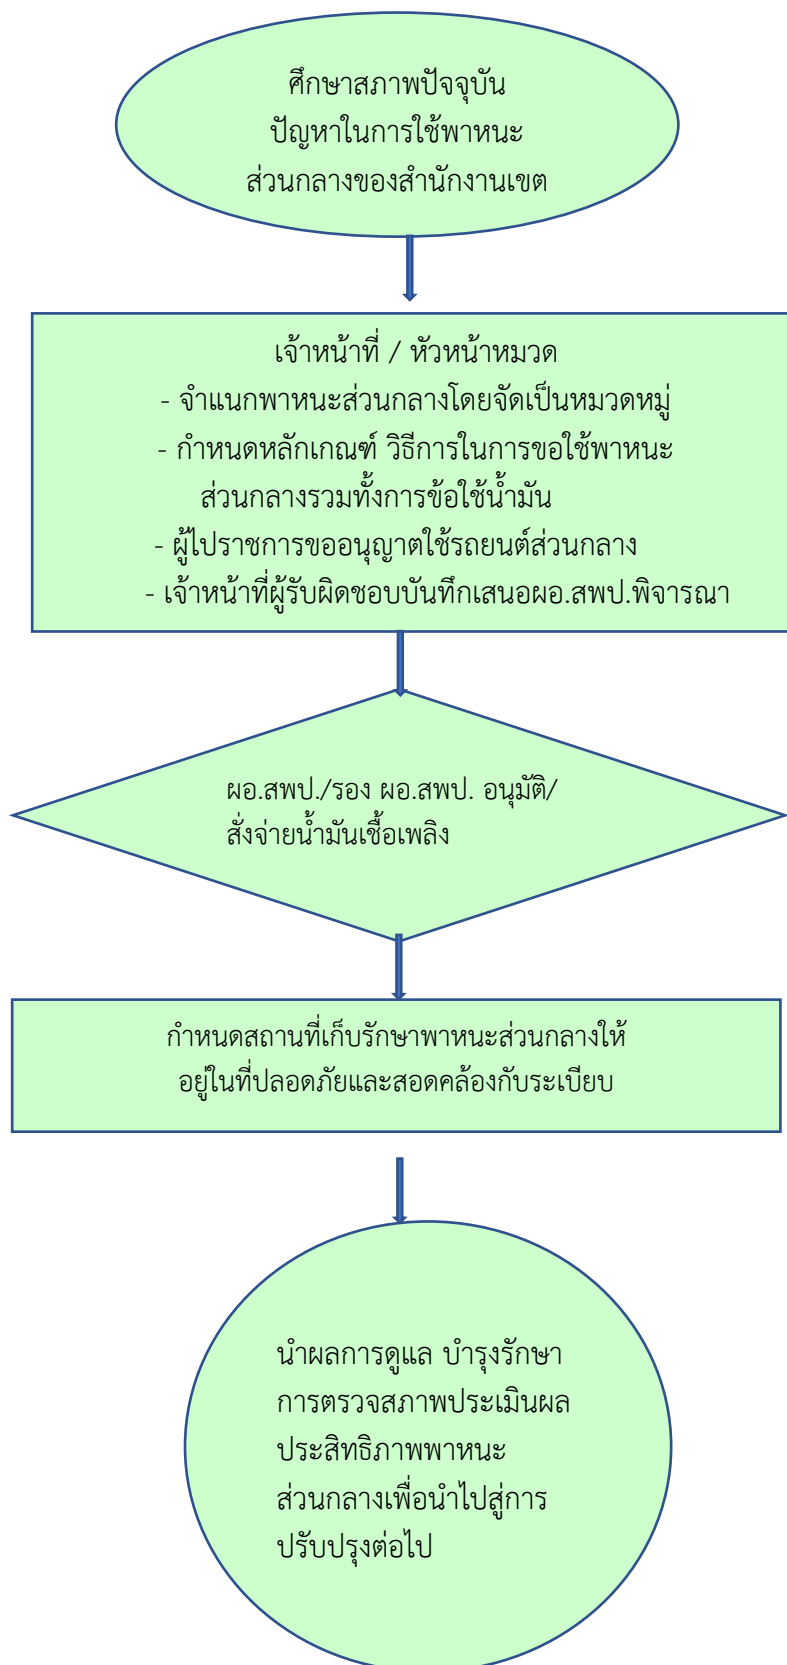 ศึกษาสภาพปัจจุบัน
ปัญหาในการใช้พาหนะ
ส่วนกลางของสำนักงานเขต
เจ้าหน้าที่ / หัวหน้าหมวด
- จำแนกพาหนะส่วนกลางโดยจัดเป็นหมวดหมู่
- กำหนดหลักเกณฑ์ วิธีการในการขอใช้พาหนะ
ส่วนกลางรวมทั้งการข้อใช้น้ำมัน
- ผู้ไปราชการขออนุญาตใช้รถยนต์ส่วนกลาง
- เจ้าหน้าที่ผู้รับผิดชอบบันทึกเสนอผอ.สพป.พิจารณา
ผอ.สพป./รอง ผอ.สพป. อนุมัติ/
สั่งจ่ายน้ำมันเชื้อเพลิง
กำหนดสถานที่เก็บรักษาพาหนะส่วนกลางให้
อยู่ในที่ปลอดภัยและสอดคล้องกับระเบียบ
นำผลการดูแล บำรุงรักษา
การตรวจสภาพประเมินผล
ประสิทธิภาพพาหนะ
ส่วนกลางเพื่อนำไปสู่การ
ปรับปรุงต่อไป